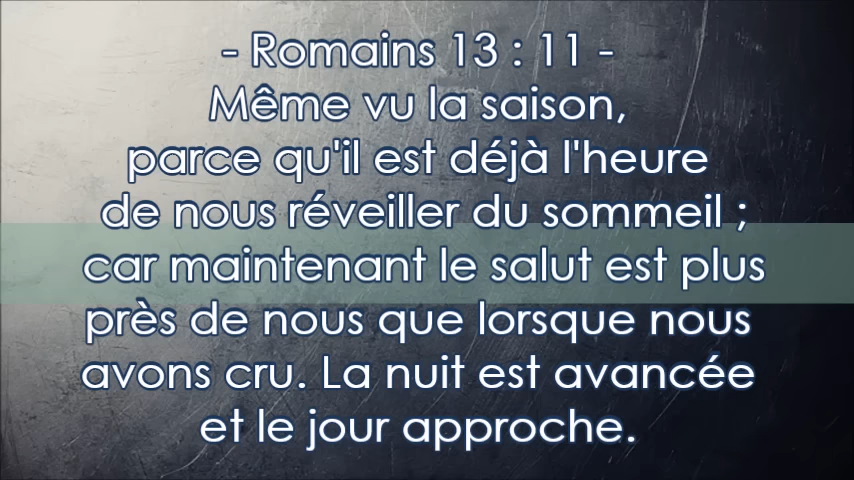 - Romains 13 : 11 -
Même vu la saison,
parce qu'il est déjà l'heure
de nous réveiller du sommeil ;
car maintenant le salut est plus
près de nous que lorsque nous
avons cru. La nuit est avancée
et le jour approche.